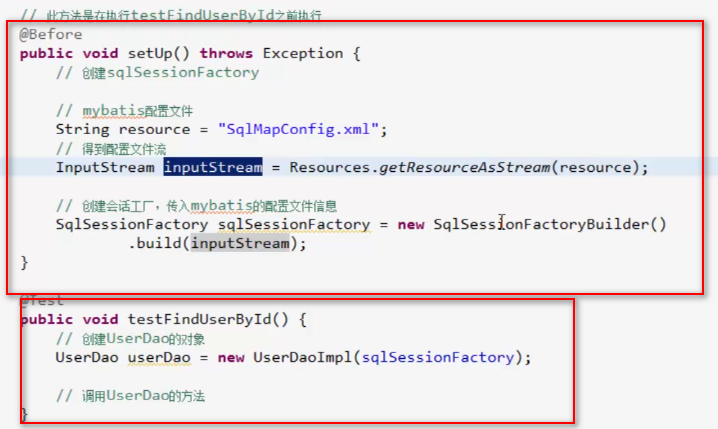 // 此方法是在执行testFindUserById之前执行
@Before
public void setUp() throws Exception {
// 创建sqlSessionFactory
// mybatis配置文件
String resource = "SqlMapConfig.xml";
// 得到配置文件流
InputStream inputStream = Resources.getResourceAsStream(resource);
// 创建会话工厂，传入mybatis的配置文件信息
SqlSessionFactory sqlSessionFactory = new SqlSessionFactoryBuilder()
.build(inputStream);
}
@Test
public void testFindUserById() {
// 创建UserDao的对象
UserDao userDao = new UserDaoImpl(sqlSessionFactory);
// 调用UserDao的方法
}